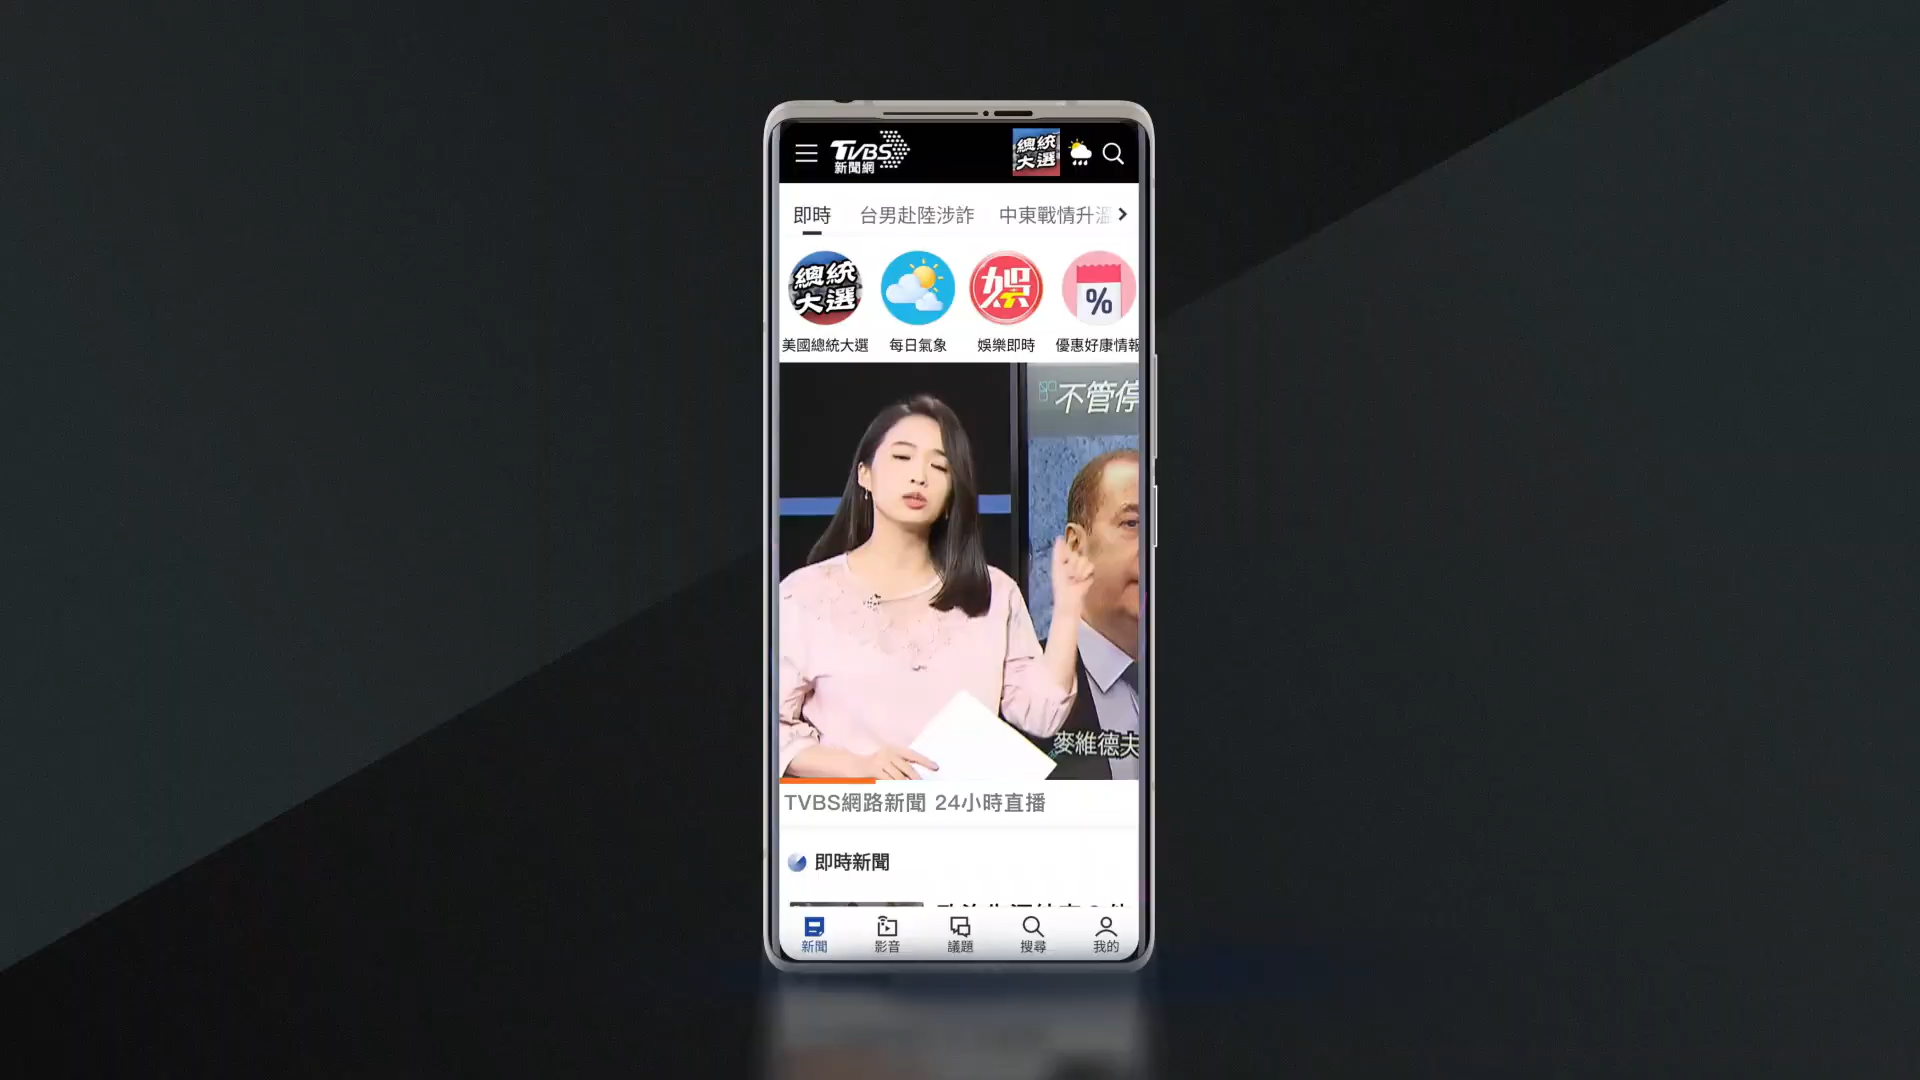 TVBS
新聞網
總統
大選
即時 台男赴陸涉詐 中東戰情升溫
總統
大選
娛
%
美國總統大選 每日氣象 娛樂即時 優惠好康情報
不管停
麥維德夫
TVBS網路新聞 24小時直播
即時新聞
新聞 影音 議題 搜尋 我的